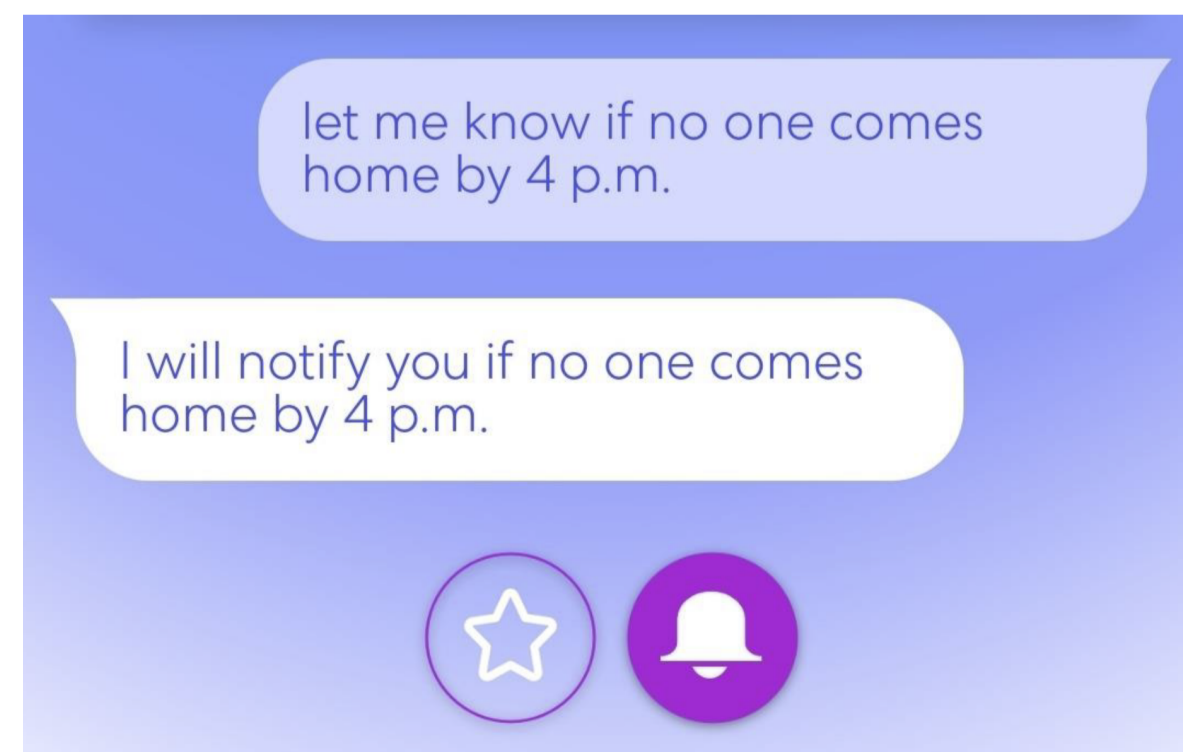 let me know if no one comes
home by 4 p.m.
I will notify you if no one comes
home by 4 p.m.